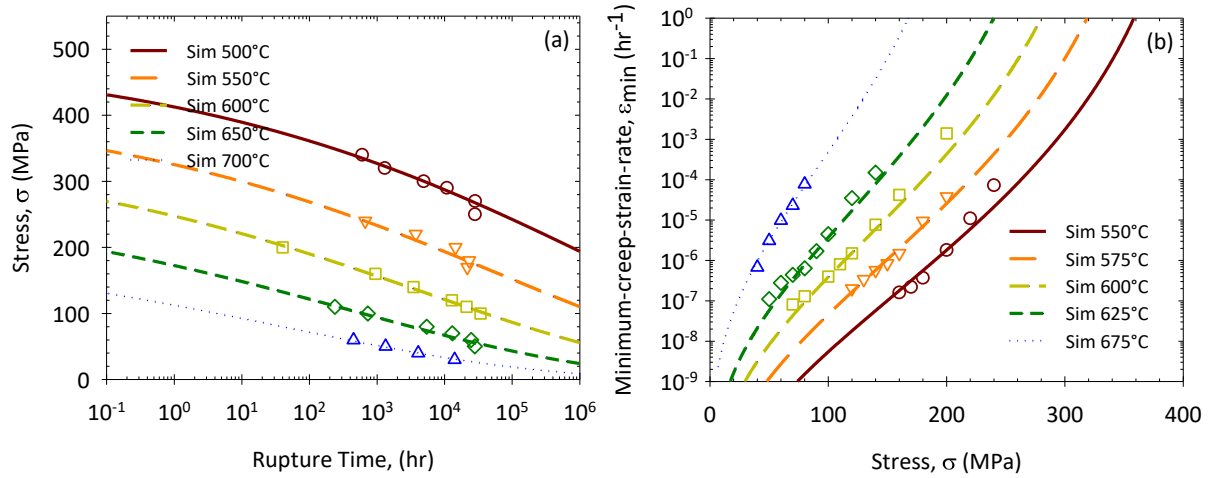 (a)
500
400
300
200
100
0
Stress, σ (MPa)
Sim 500°C
Sim 550°C
Sim 600°C
Sim 650°C
Sim 700°C
10⁻¹ 10⁰ 10¹ 10² 10³ 10⁴ 10⁵ 10⁶
Rupture Time, (hr)
(b)
10⁰
10⁻¹
10⁻²
10⁻³
10⁻⁴
10⁻⁵
10⁻⁶
10⁻⁷
10⁻⁸
10⁻⁹
Minimum-creep-strain-rate, εmin (hr⁻¹)
Sim 550°C
Sim 575°C
Sim 600°C
Sim 625°C
Sim 675°C
0 100 200 300 400
Stress, σ (MPa)